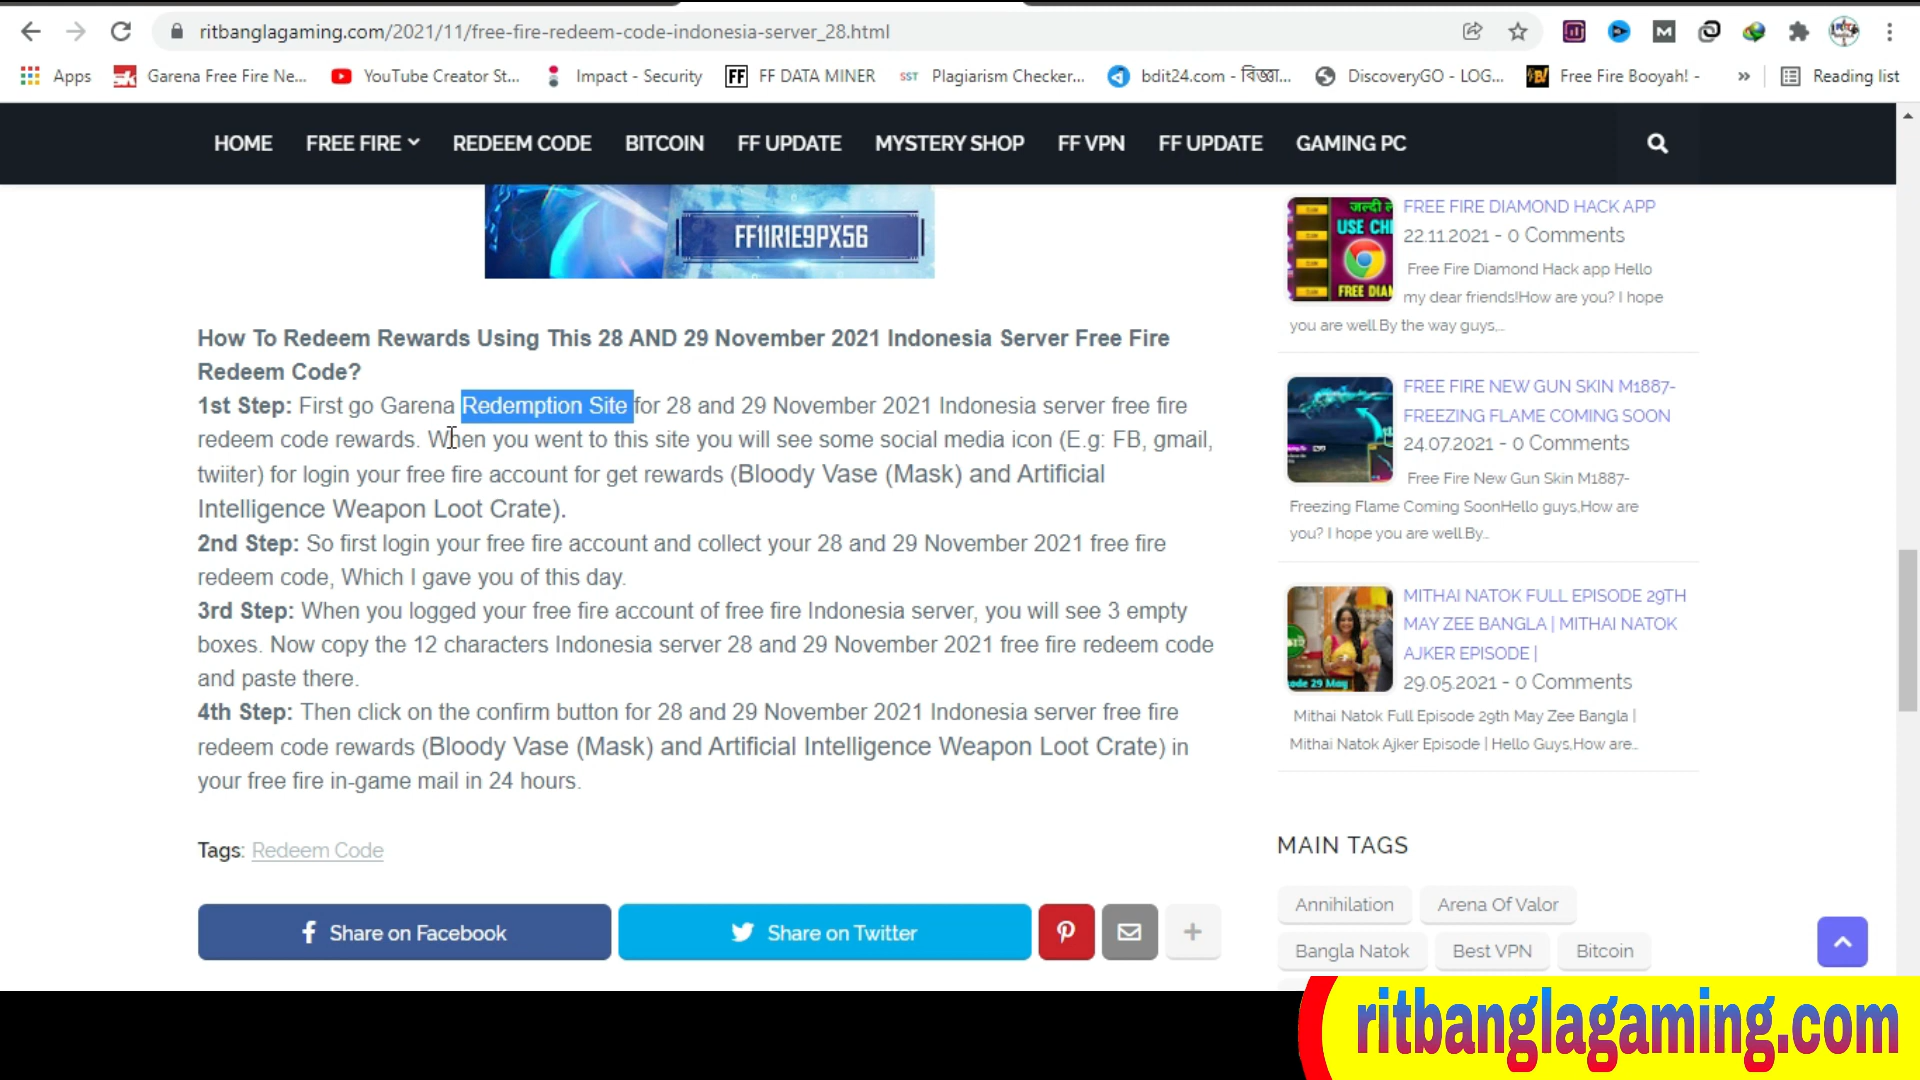 ritbanglagaming.com/2021/11/free-fire-redeem-code-indonesia-server_28.html
Apps Garena Free Fire Ne... YouTube Creator St... Impact - Security FF FF DATA MINER SST Plagiarism Checker... bdit24.com - বিজ্ঞা... DiscoveryGO - LOG... Free Fire Booyah! - » Reading list
HOME FREE FIRE REDEEM CODE BITCOIN FF UPDATE MYSTERY SHOP FF VPN FF UPDATE GAMING PC
FF11R1E9PX56
How To Redeem Rewards Using This 28 AND 29 November 2021 Indonesia Server Free Fire
Redeem Code?
1st Step: First go Garena Redemption Site for 28 and 29 November 2021 Indonesia server free fire
redeem code rewards. When you went to this site you will see some social media icon (E.g: FB, gmail,
twiiter) for login your free fire account for get rewards (Bloody Vase (Mask) and Artificial
Intelligence Weapon Loot Crate).
2nd Step: So first login your free fire account and collect your 28 and 29 November 2021 free fire
redeem code, Which I gave you of this day.
3rd Step: When you logged your free fire account of free fire Indonesia server, you will see 3 empty
boxes. Now copy the 12 characters Indonesia server 28 and 29 November 2021 free fire redeem code
and paste there.
4th Step: Then click on the confirm button for 28 and 29 November 2021 Indonesia server free fire
redeem code rewards (Bloody Vase (Mask) and Artificial Intelligence Weapon Loot Crate) in
your free fire in-game mail in 24 hours.
Tags: Redeem Code
Share on Facebook Share on Twitter
जल्दी
USE CH
FREE DIA
FREE FIRE DIAMOND HACK APP
22.11.2021 - 0 Comments
Free Fire Diamond Hack app Hello
my dear friends!How are you? I hope
you are well.By the way guys,...
FREE FIRE NEW GUN SKIN M1887-
FREEZING FLAME COMING SOON
24.07.2021 - 0 Comments
Free Fire New Gun Skin M1887-
Freezing Flame Coming SoonHello guys,How are
you? I hope you are well.By...
ode 29 May
MITHAI NATOK FULL EPISODE 29TH
MAY ZEE BANGLA | MITHAI NATOK
AJKER EPISODE |
29.05.2021 - 0 Comments
Mithai Natok Full Episode 29th May Zee Bangla |
Mithai Natok Ajker Episode | Hello Guys,How are...
MAIN TAGS
Annihilation Arena Of Valor
Bangla Natok Best VPN Bitcoin
ritbanglagaming.com